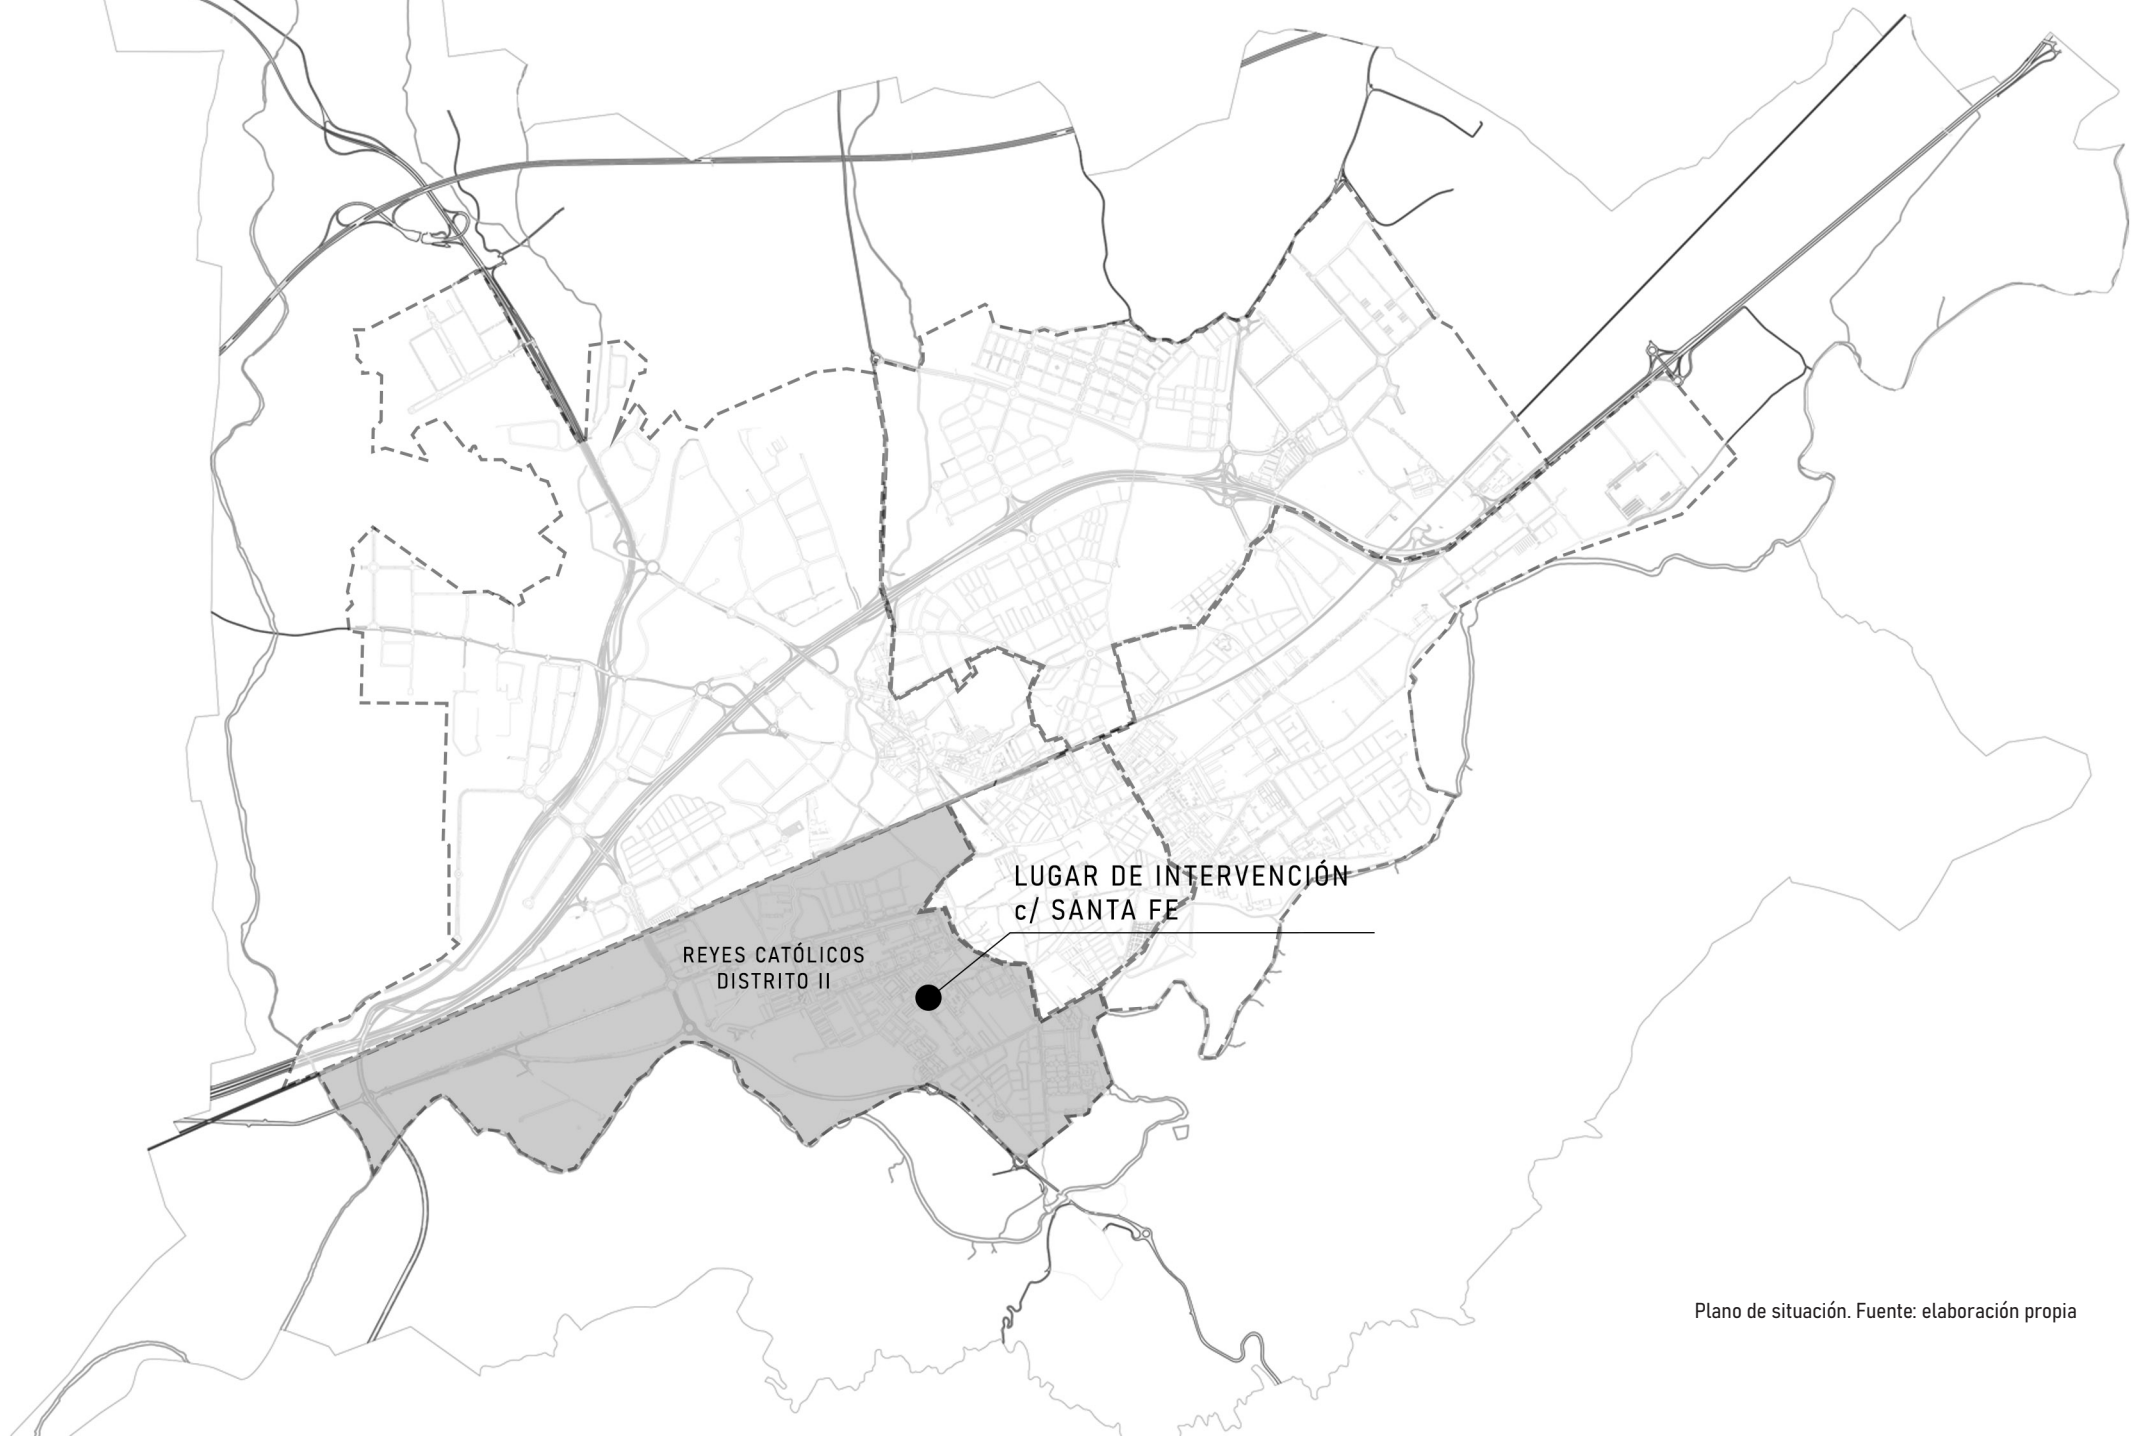 LUGAR DE INTERVENCIÓN
c/ SANTA FE
REYES CATÓLICOS
DISTRITO II
Plano de situación. Fuente: elaboración propia